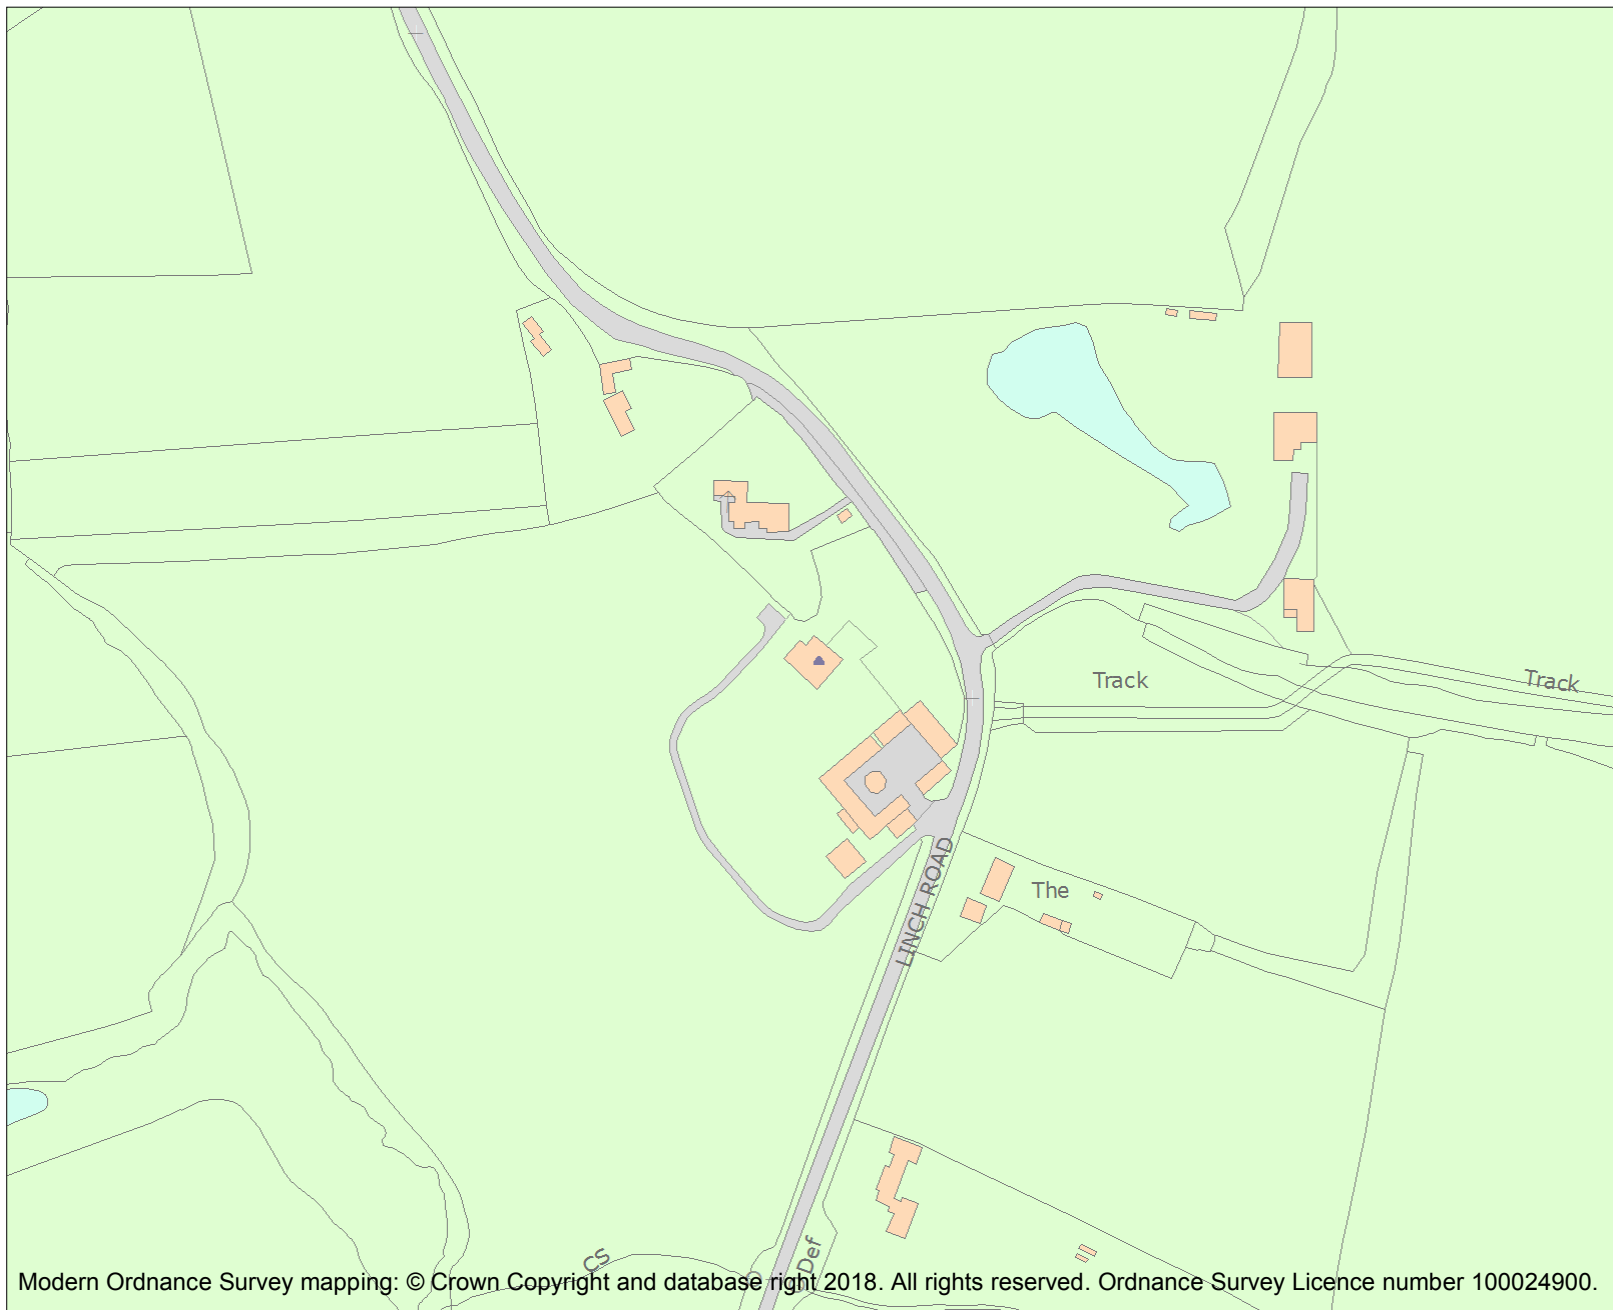 Track
Track
LINCH ROAD
The
CS
Def
Modern Ordnance Survey mapping: © Crown Copyright and database right 2018. All rights reserved. Ordnance Survey Licence number 100024900.